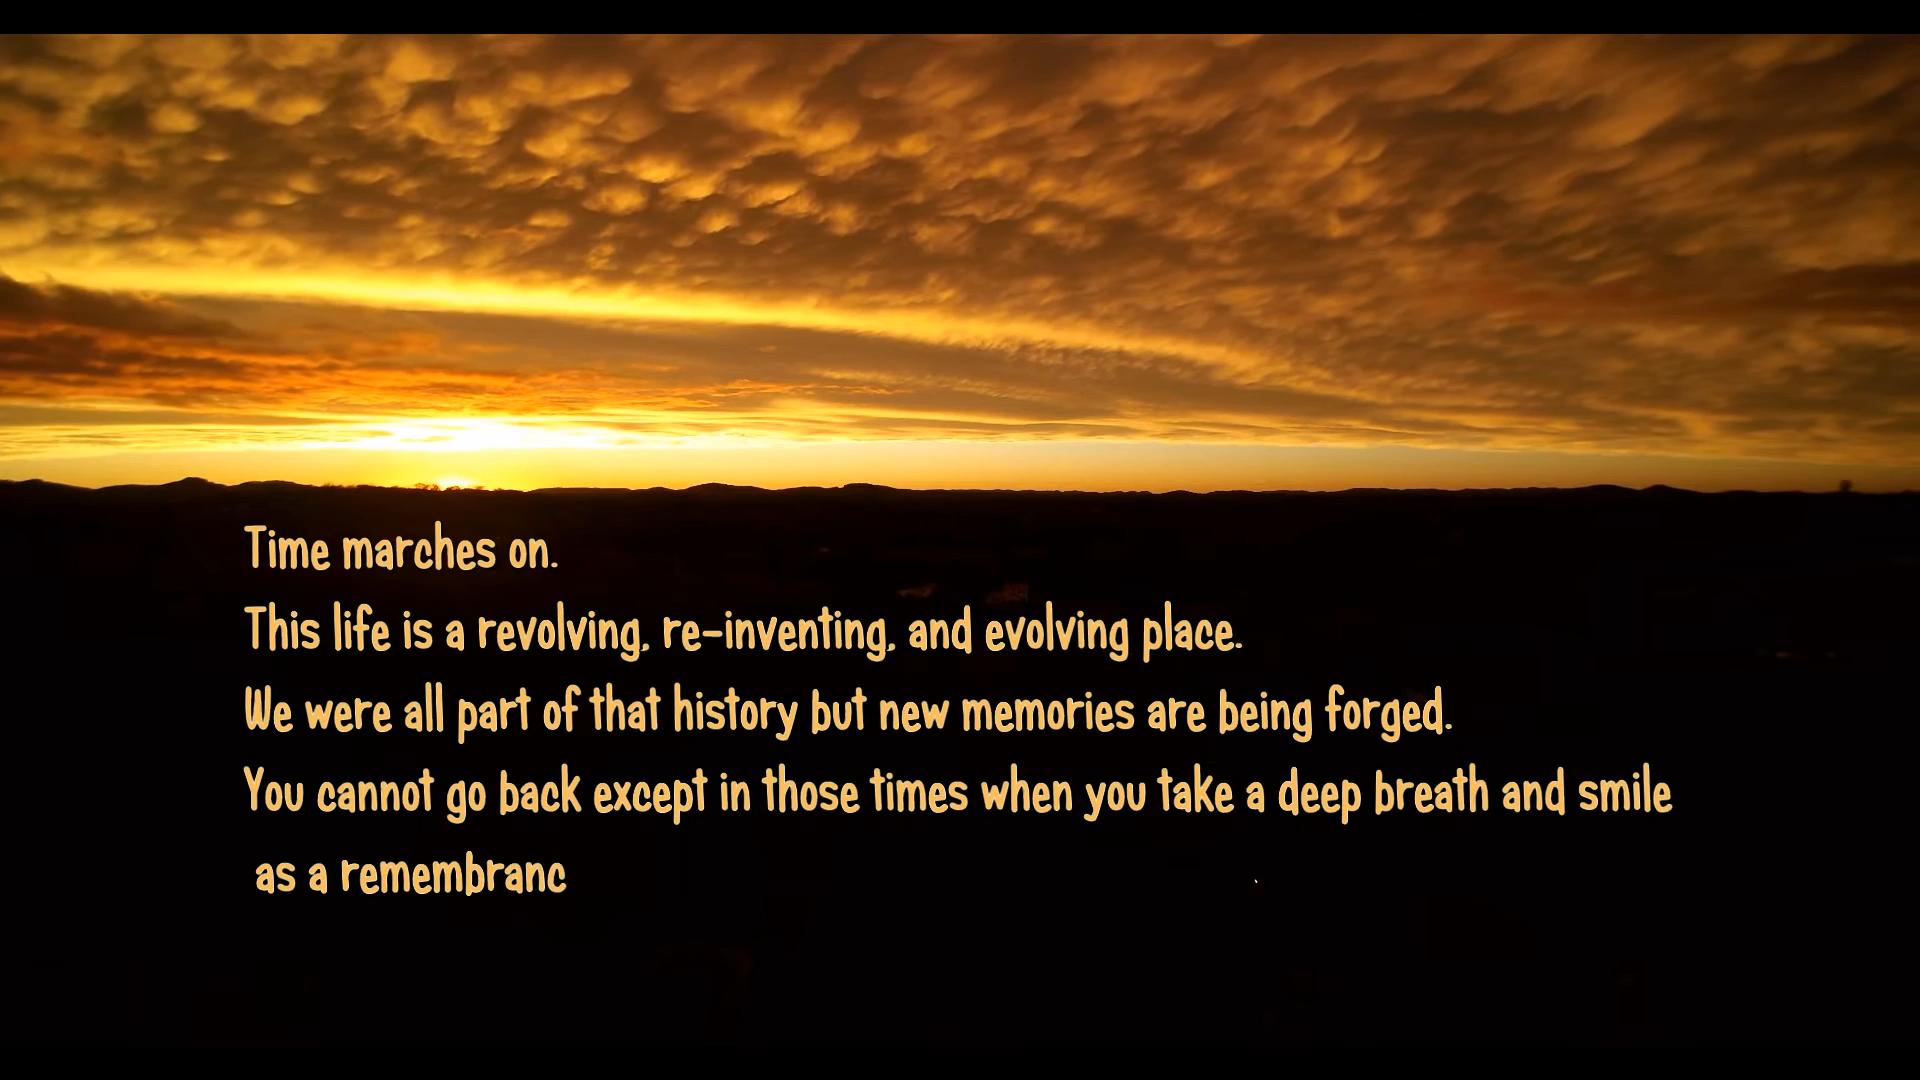 Time marches on.
This life is a revolving, re-inventing, and evolving place.
We were all part of that history but new memories are being forged.
You cannot go back except in those times when you take a deep breath and smile
as a remembranc